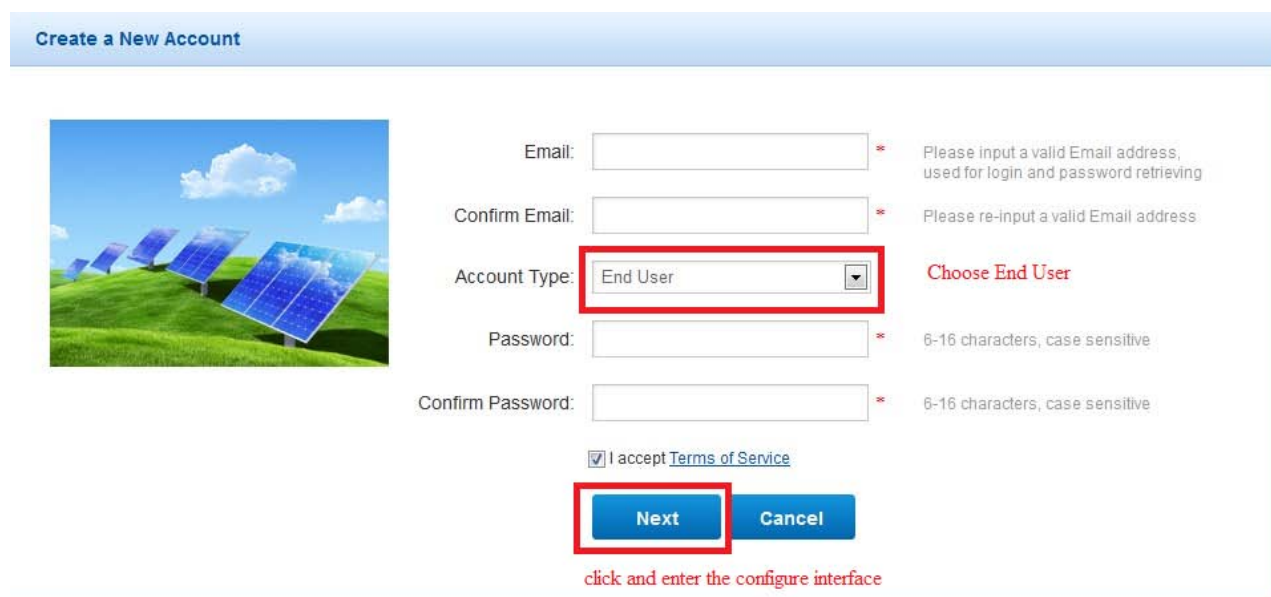 Create a New Account
Email: * Please input a valid Email address,
used for login and password retrieving
Confirm Email: * Please re-input a valid Email address
Account Type: End User Choose End User
Password: * 6-16 characters, case sensitive
Confirm Password: * 6-16 characters, case sensitive
I accept Terms of Service
Next Cancel
click and enter the configure interface